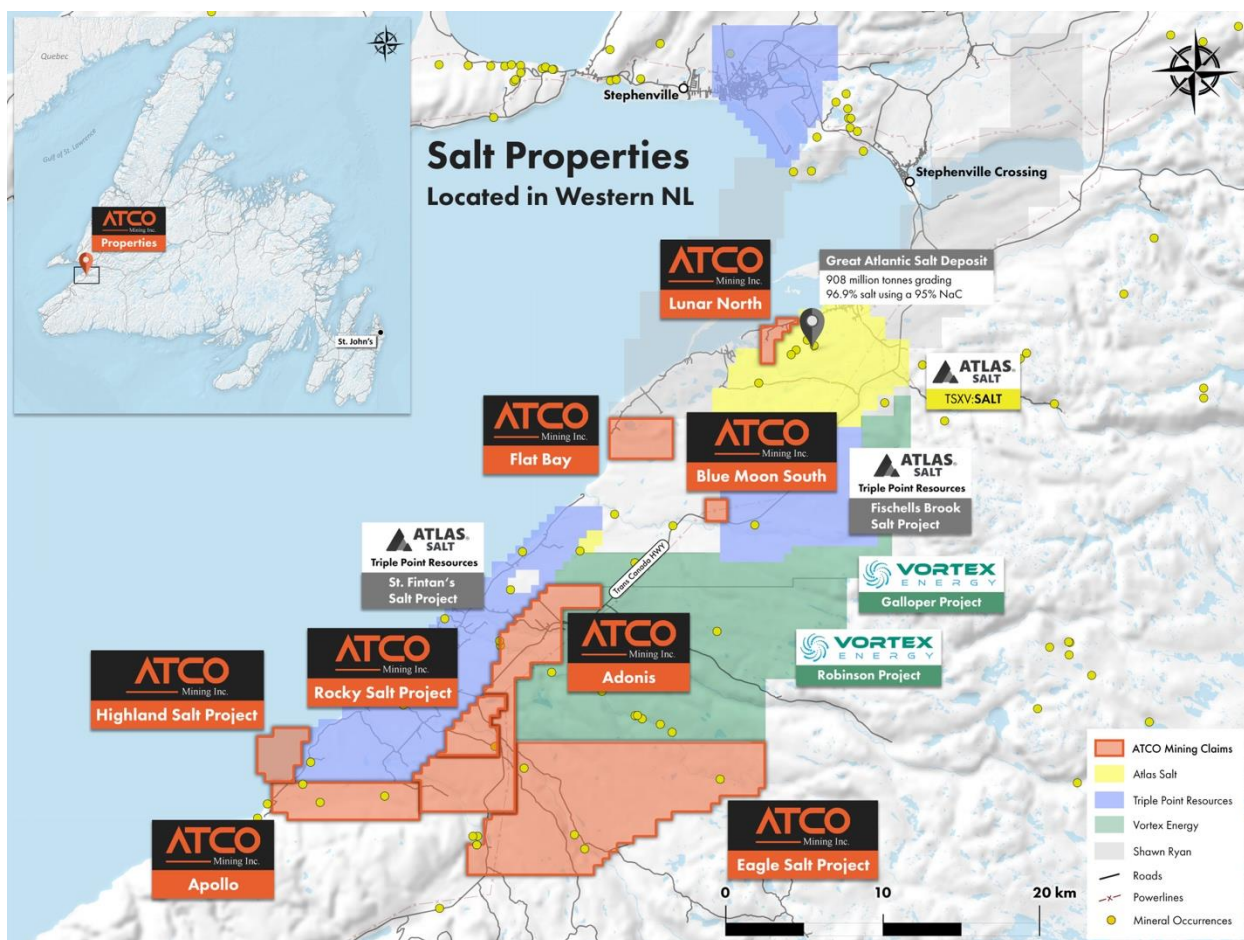 Quebec
Gulf of St. Lawrence
ATCO
Mining Inc.
Properties
St. John's
Salt Properties
Located in Western NL
Stephenville
Stephenville Crossing
ATCO
Mining Inc.
Lunar North
Great Atlantic Salt Deposit
908 million tonnes grading
96.9% salt using a 95% NaC
ATLAS
SALT
TSXV:SALT
ATCO
Mining Inc.
Flat Bay
ATCO
Mining Inc.
Blue Moon South
ATLAS
SALT
Triple Point Resources
Fischells Brook
Salt Project
ATLAS
SALT
Triple Point Resources
St. Fintan's
Salt Project
Trans Canada HWY
VORTEX
ENERGY
Galloper Project
ATCO
Mining Inc.
Adonis
VORTEX
ENERGY
Robinson Project
ATCO
Mining Inc.
Rocky Salt Project
ATCO
Mining Inc.
Highland Salt Project
ATCO
Mining Inc.
Apollo
ATCO
Mining Inc.
Eagle Salt Project
0 10 20 km
ATCO Mining Claims
Atlas Salt
Triple Point Resources
Vortex Energy
Shawn Ryan
Roads
Powerlines
Mineral Occurrences